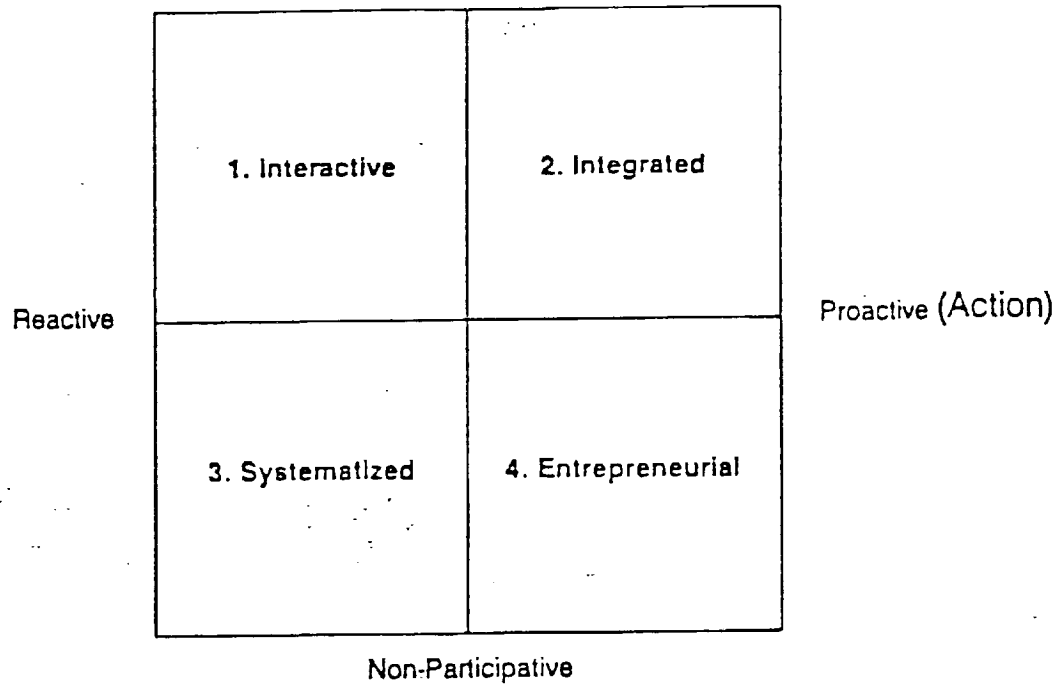 1. Interactive
2. Integrated
Reactive
Proactive (Action)
3. Systematized
4. Entrepreneurial
Non-Participative